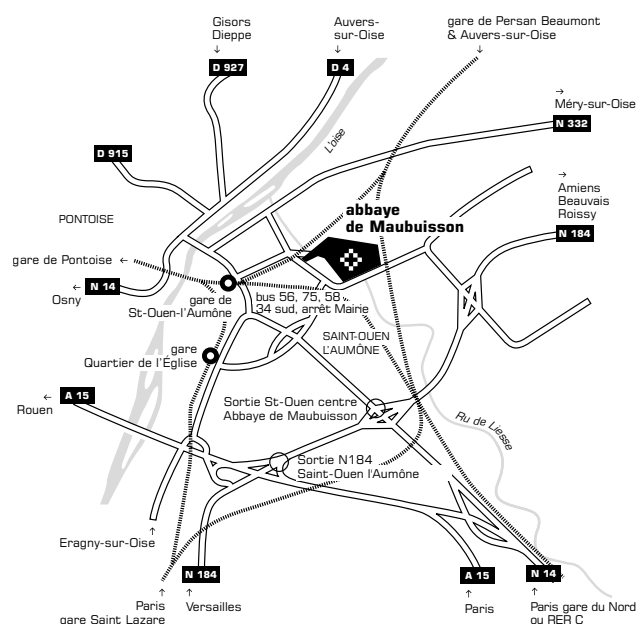 Gisors
Dieppe
↑
D 927
Auvers-
sur-Oise
↑
D 4
gare de Persan Beaumont
& Auvers-sur-Oise
↓
→
Méry-sur-Oise
N 332
L'oise
D 915
PONTOISE
abbaye
de Maubuisson
→
Amiens
Beauvais
Roissy
N 184
gare de Pontoise ←
N 14
←
Osny
gare de
St-Ouen-l'Aumône
bus 56, 75, 58
34 sud, arrêt Mairie
SAINT-OUEN
L'AUMÔNE
gare
Quartier de l'Église
←
Rouen
A 15
Sortie St-Ouen centre
Abbaye de Maubuisson
Ru de Liesse
Sortie N184
Saint-Ouen l'Aumône
↑
Eragny-sur-Oise
↑
Paris
gare Saint Lazare
N 184
↑
Versailles
A 15
↑
Paris
N 14
↑
Paris gare du Nord
ou RER C